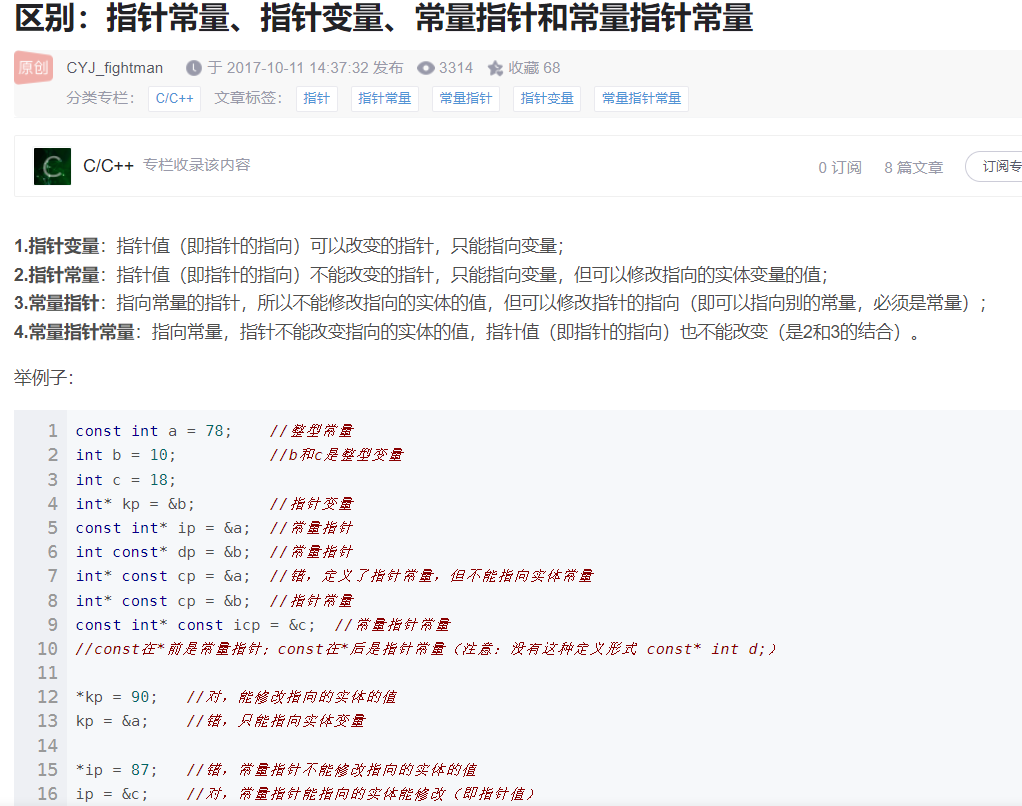 区别：指针常量、指针变量、常量指针和常量指针常量
原创 CYJ_fightman 于 2017-10-11 14:37:32 发布 3314 收藏 68
分类专栏： C/C++ 文章标签： 指针 指针常量 常量指针 指针变量 常量指针常量
C/C++ 专栏收录该内容 0 订阅 8 篇文章 订阅专
1.指针变量：指针值（即指针的指向）可以改变的指针，只能指向变量；
2.指针常量：指针值（即指针的指向）不能改变的指针，只能指向变量，但可以修改指向的实体变量的值；
3.常量指针：指向常量的指针，所以不能修改指向的实体的值，但可以修改指针的指向（即可以指向别的常量，必须是常量）；
4.常量指针常量：指向常量，指针不能改变指向的实体的值，指针值（即指针的指向）也不能改变（是2和3的结合）。
举例子：
1 const int a = 78; //整型常量
2 int b = 10; //b和c是整型变量
3 int c = 18;
4 int* kp = &b; //指针变量
5 const int* ip = &a; //常量指针
6 int const* dp = &b; //常量指针
7 int* const cp = &a; //错，定义了指针常量，但不能指向实体常量
8 int* const cp = &b; //指针常量
9 const int* const icp = &c; //常量指针常量
10 //const在*前是常量指针；const在*后是指针常量（注意：没有这种定义形式 const* int d;）
11
12 *kp = 90; //对，能修改指向的实体的值
13 kp = &a; //错，只能指向实体变量
14
15 *ip = 87; //错，常量指针不能修改指向的实体的值
16 ip = &c; //对，常量指针能指向的实体能修改（即指针值）